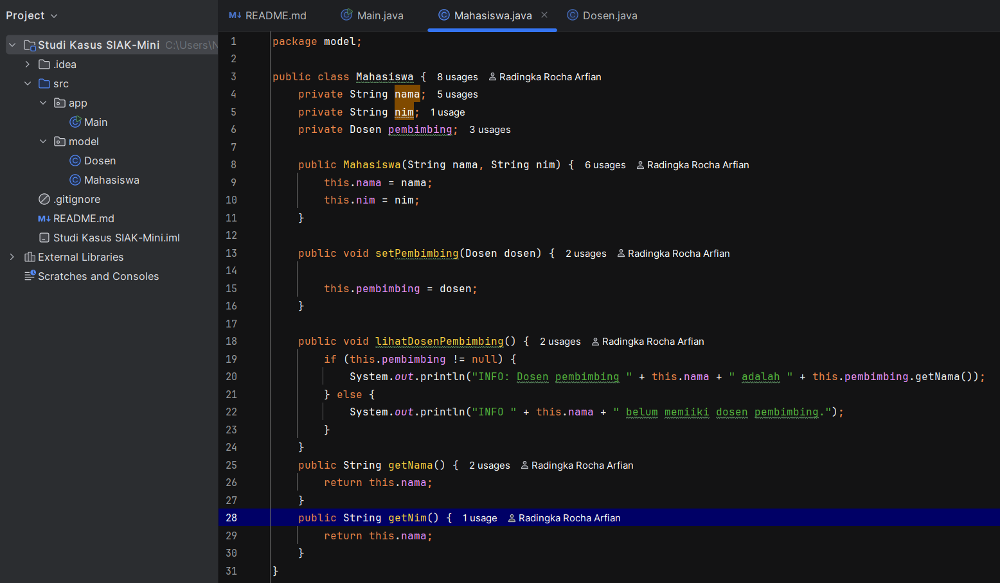 Project
Studi Kasus SIAK-Mini C:\Users\N
.idea
src
app
Main
model
Dosen
Mahasiswa
.gitignore
README.md
Studi Kasus SIAK-Mini.iml
External Libraries
Scratches and Consoles
M↓ README.md Main.java Mahasiswa.java Dosen.java
1 package model;
2
3 public class Mahasiswa { 8 usages Radingka Rocha Arfian
4 private String nama; 5 usages
5 private String nim; 1 usage
6 private Dosen pembimbing; 3 usages
7
8 public Mahasiswa(String nama, String nim) { 6 usages Radingka Rocha Arfian
9 this.nama = nama;
10 this.nim = nim;
11 }
12
13 public void setPembimbing(Dosen dosen) { 2 usages Radingka Rocha Arfian
14
15 this.pembimbing = dosen;
16 }
17
18 public void lihatDosenPembimbing() { 2 usages Radingka Rocha Arfian
19 if (this.pembimbing != null) {
20 System.out.println("INFO: Dosen pembimbing " + this.nama + " adalah " + this.pembimbing.getNama());
21 } else {
22 System.out.println("INFO " + this.nama + " belum memiiki dosen pembimbing.");
23 }
24 }
25 public String getNama() { 2 usages Radingka Rocha Arfian
26 return this.nama;
27 }
28 public String getNim() { 1 usage Radingka Rocha Arfian
29 return this.nama;
30 }
31 }